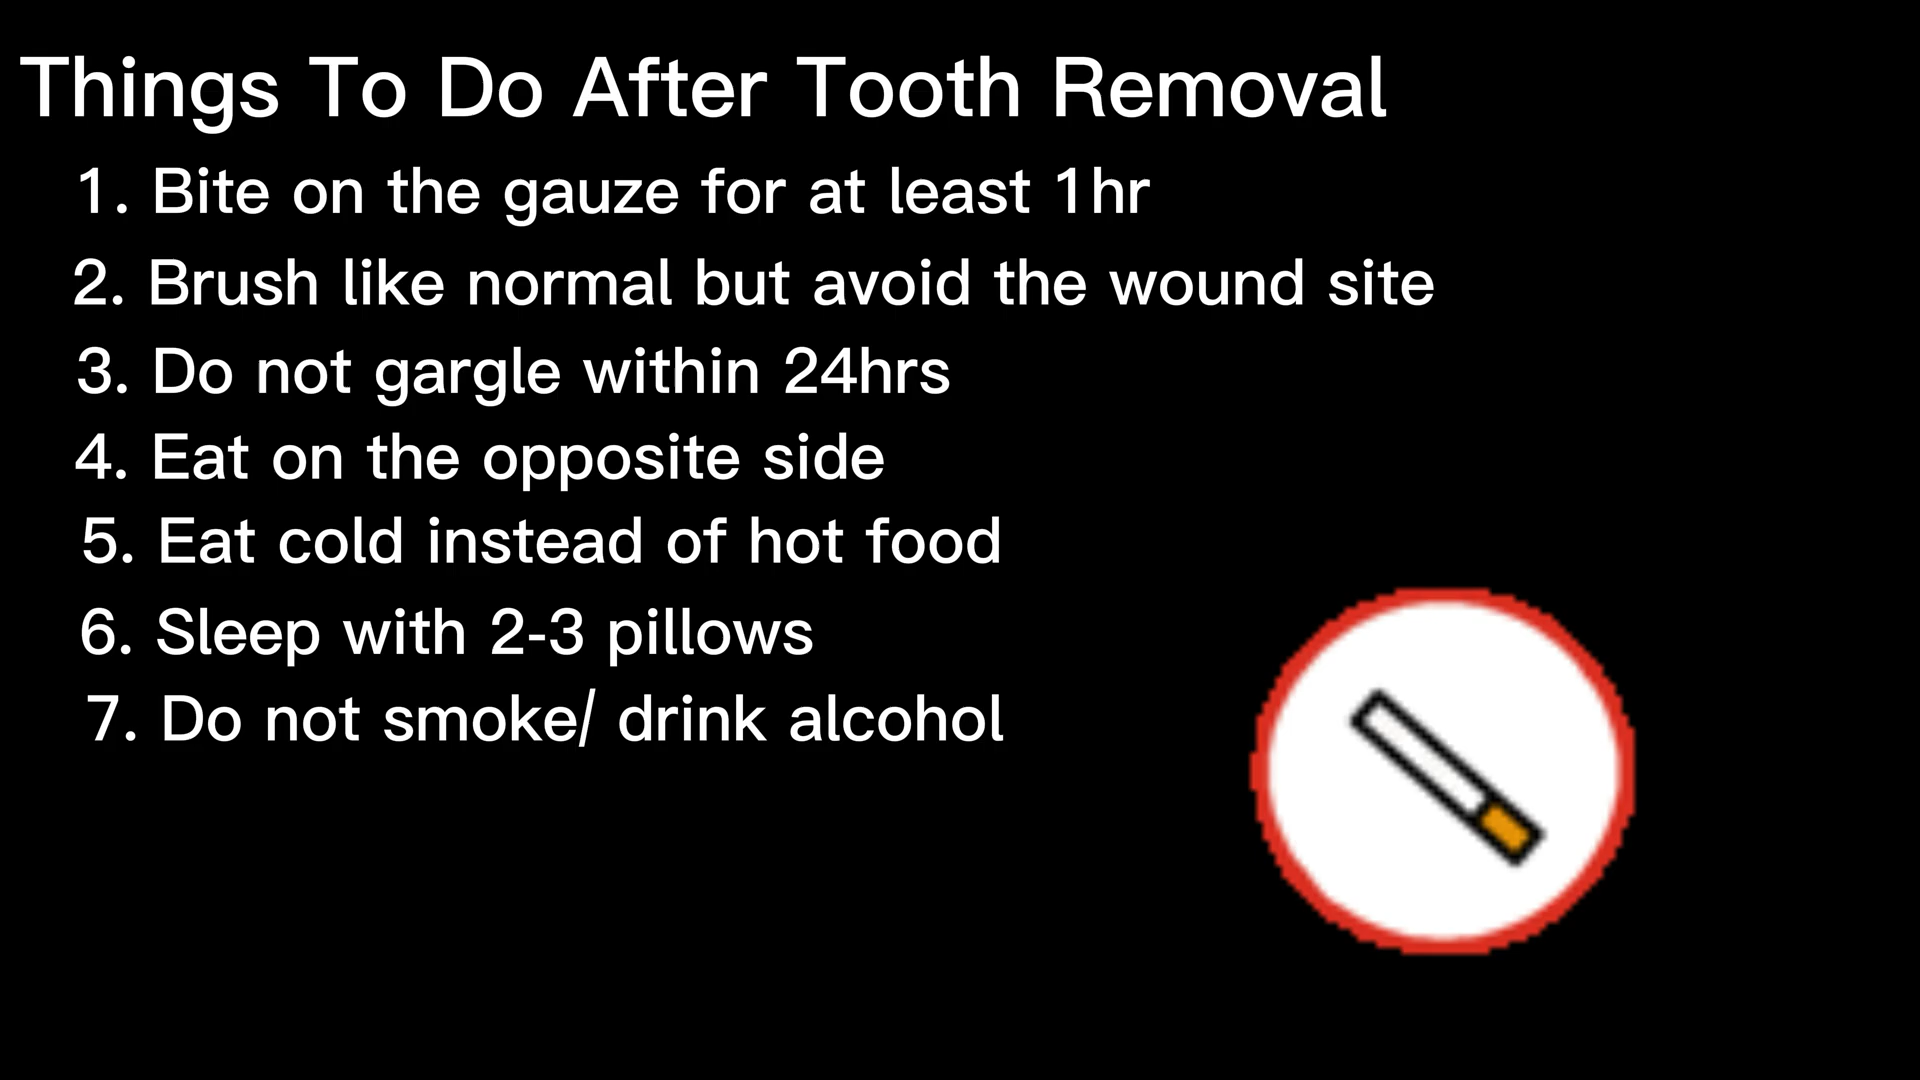 Things To Do After Tooth Removal
1. Bite on the gauze for at least 1hr
2. Brush like normal but avoid the wound site
3. Do not gargle within 24hrs
4. Eat on the opposite side
5. Eat cold instead of hot food
6. Sleep with 2-3 pillows
7. Do not smoke/ drink alcohol